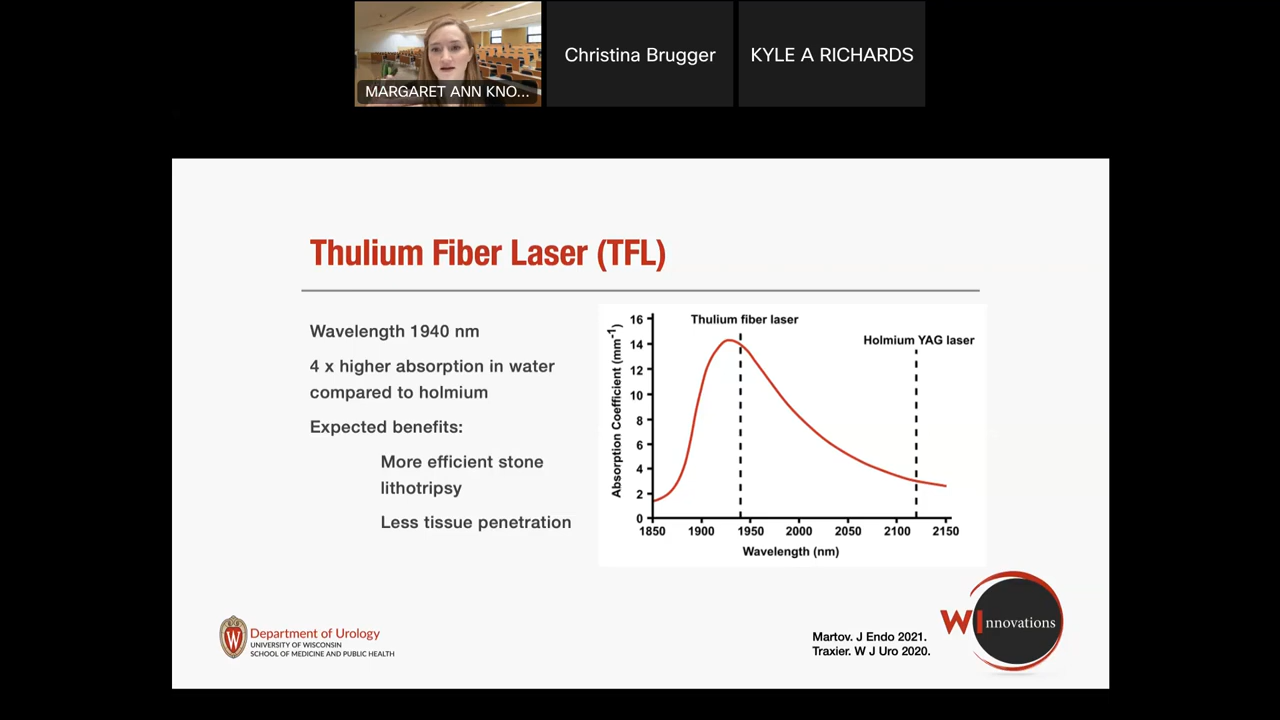 MARGARET ANN KNO...
Christina Brugger
KYLE A RICHARDS
Thulium Fiber Laser (TFL)
Wavelength 1940 nm
4 x higher absorption in water
compared to holmium
Expected benefits:
More efficient stone
lithotripsy
Less tissue penetration
Thulium fiber laser
Holmium YAG laser
Absorption Coefficient (mm-1)
16
14
12
10
8
6
4
2
0
1850 1900 1950 2000 2050 2100 2150
Wavelength (nm)
W
Department of Urology
UNIVERSITY OF WISCONSIN
SCHOOL OF MEDICINE AND PUBLIC HEALTH
Martov. J Endo 2021.
Traxier. W J Uro 2020.
WInnovations